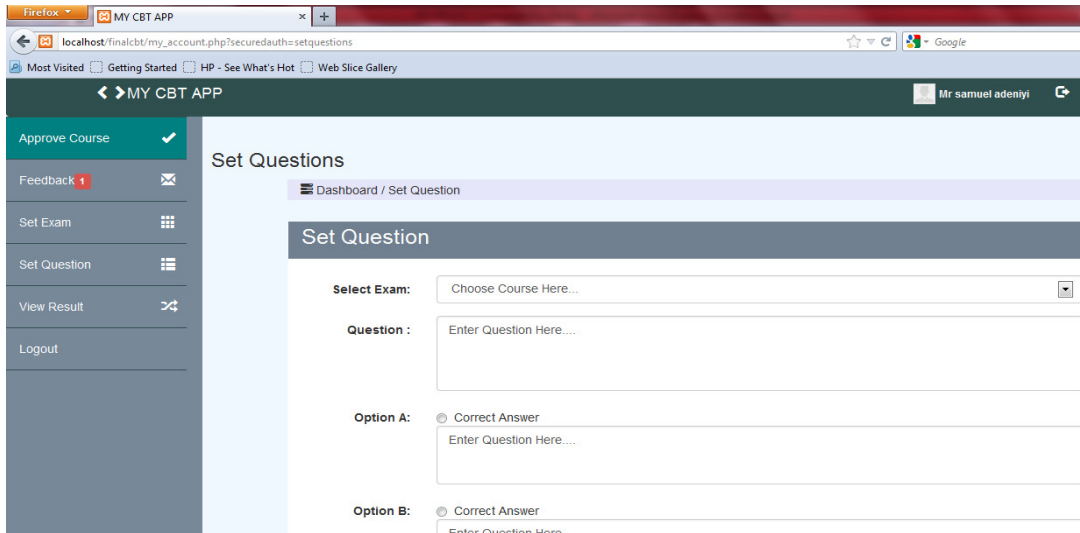 Firefox
MY CBT APP
localhost/finalcbt/my_account.php?securedauth=setquestions
Google
Most Visited Getting Started HP - See What's Hot Web Slice Gallery
MY CBT APP
Mr samuel adeniyi
Approve Course
Feedback 1
Set Exam
Set Question
View Result
Logout
Set Questions
Dashboard / Set Question
Set Question
Select Exam: Choose Course Here...
Question : Enter Question Here....
Option A: Correct Answer
Enter Question Here....
Option B: Correct Answer
Enter Question Here....